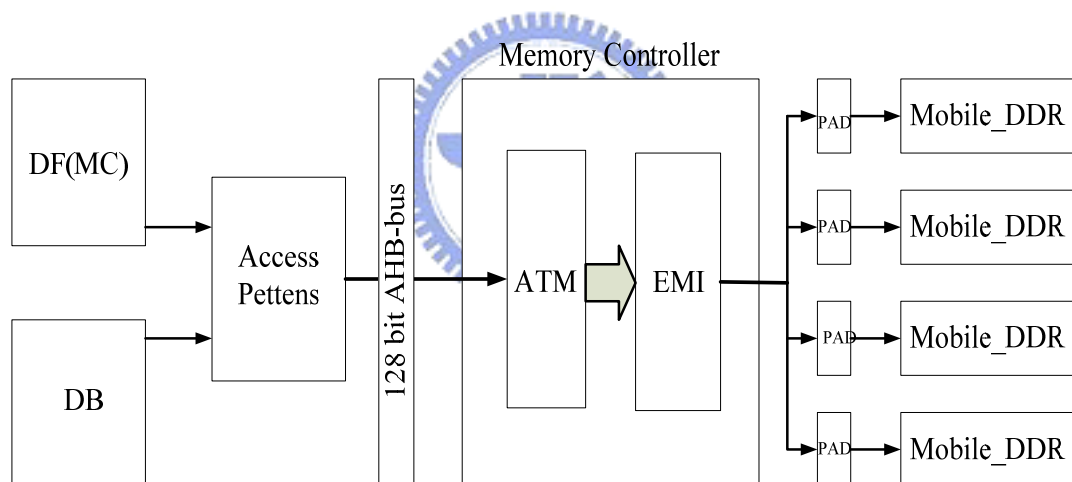 Memory Controller
DF(MC)
DB
Access
Pettens
128 bit AHB-bus
ATM
EMI
PAD
Mobile_DDR
PAD
Mobile_DDR
PAD
Mobile_DDR
PAD
Mobile_DDR